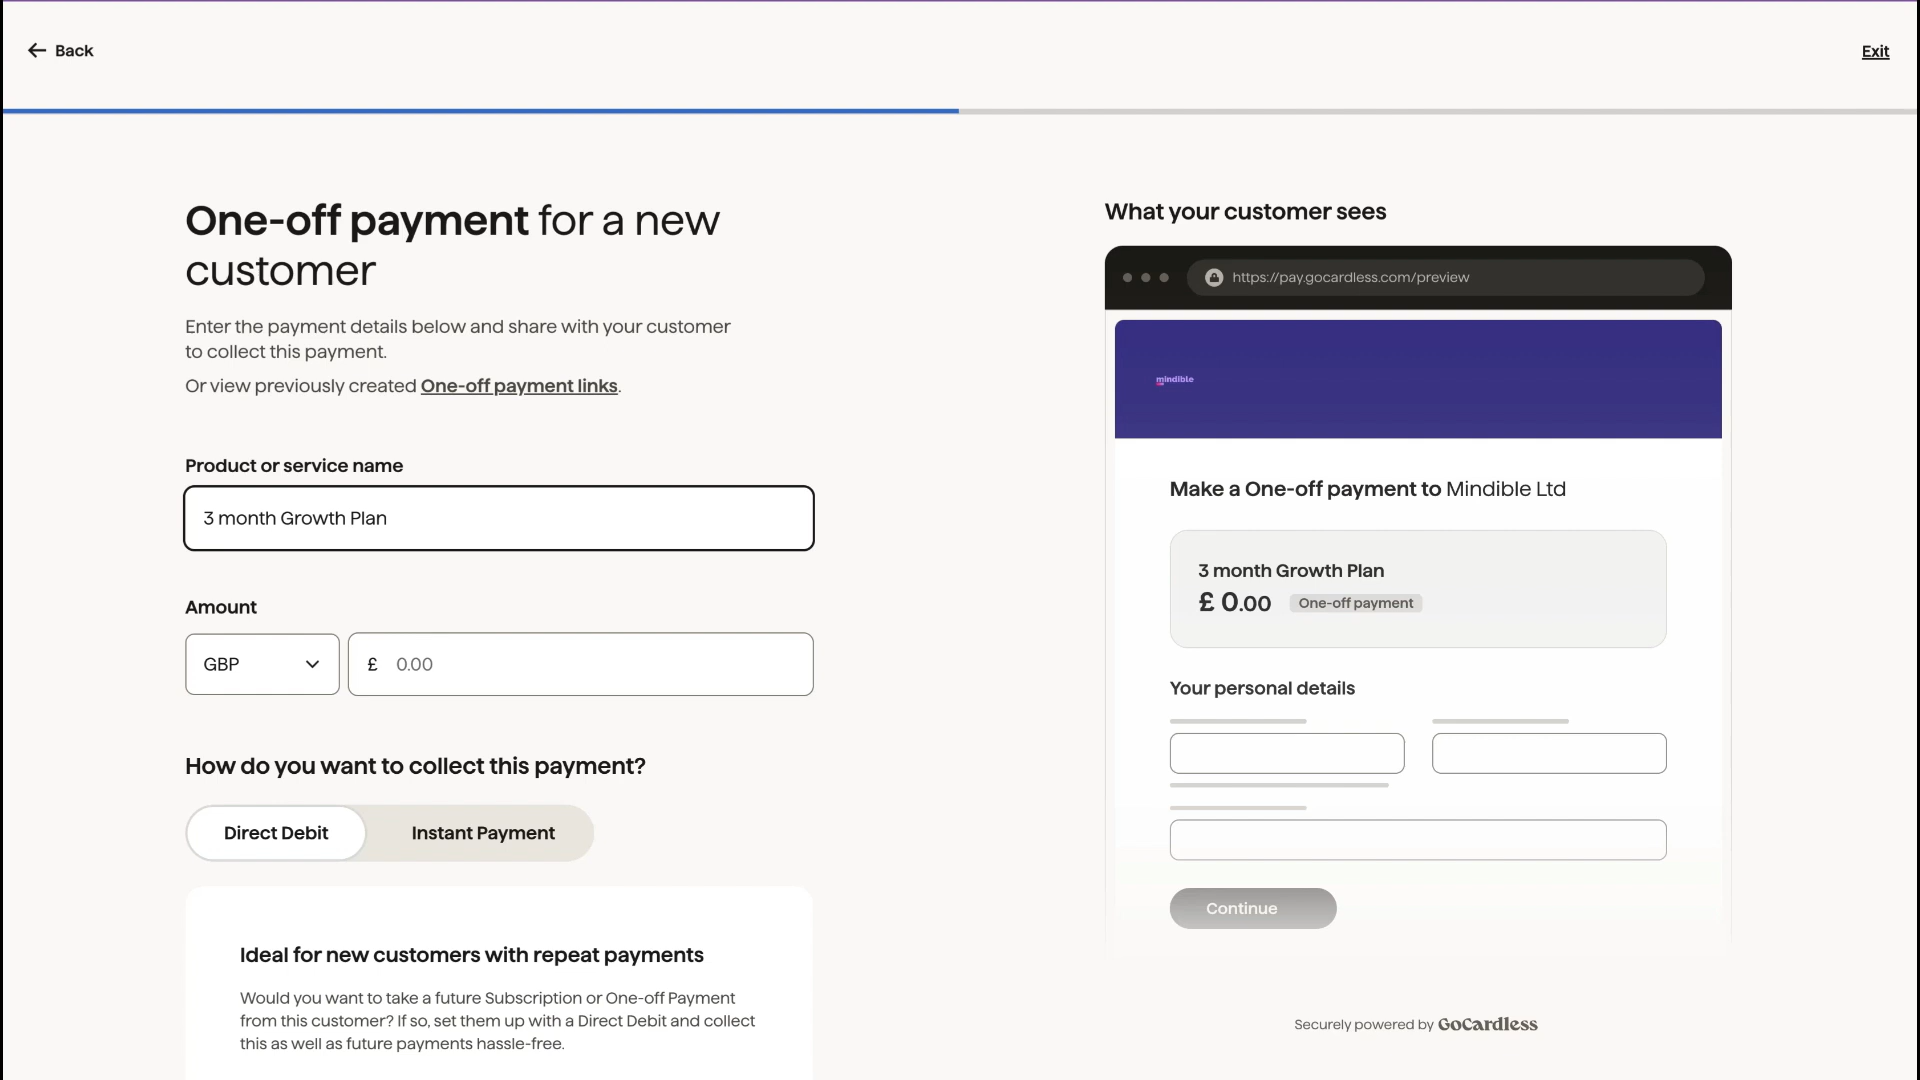 Back
Exit
One-off payment for a new
customer
Enter the payment details below and share with your customer
to collect this payment.
Or view previously created One-off payment links.
Product or service name
3 month Growth Plan
Amount
GBP
£ 0.00
How do you want to collect this payment?
Direct Debit
Instant Payment
Ideal for new customers with repeat payments
Would you want to take a future Subscription or One-off Payment
from this customer? If so, set them up with a Direct Debit and collect
this as well as future payments hassle-free.
What your customer sees
https://pay.gocardless.com/preview
mindible
Make a One-off payment to Mindible Ltd
3 month Growth Plan
£ 0.00 One-off payment
Your personal details
Continue
Securely powered by GoCardless